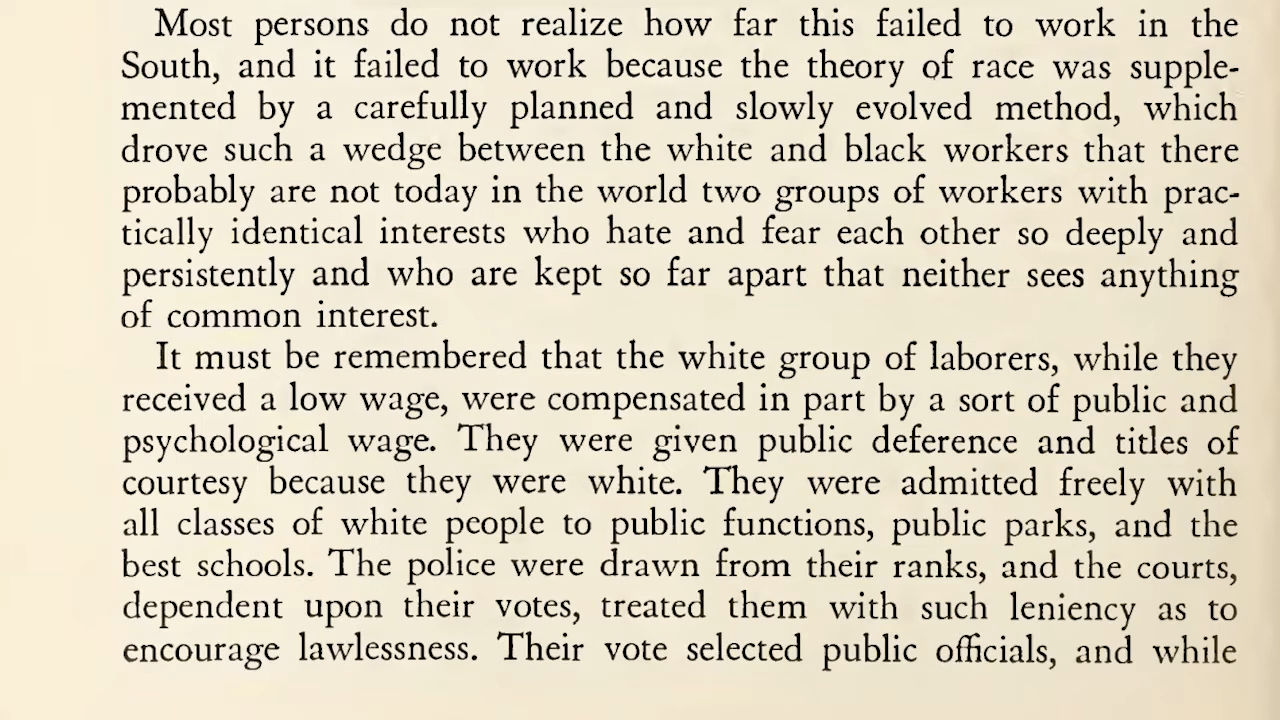 Most persons do not realize how far this failed to work in the
South, and it failed to work because the theory of race was supple-
mented by a carefully planned and slowly evolved method, which
drove such a wedge between the white and black workers that there
probably are not today in the world two groups of workers with prac-
tically identical interests who hate and fear each other so deeply and
persistently and who are kept so far apart that neither sees anything
of common interest.
It must be remembered that the white group of laborers, while they
received a low wage, were compensated in part by a sort of public and
psychological wage. They were given public deference and titles of
courtesy because they were white. They were admitted freely with
all classes of white people to public functions, public parks, and the
best schools. The police were drawn from their ranks, and the courts,
dependent upon their votes, treated them with such leniency as to
encourage lawlessness. Their vote selected public officials, and while